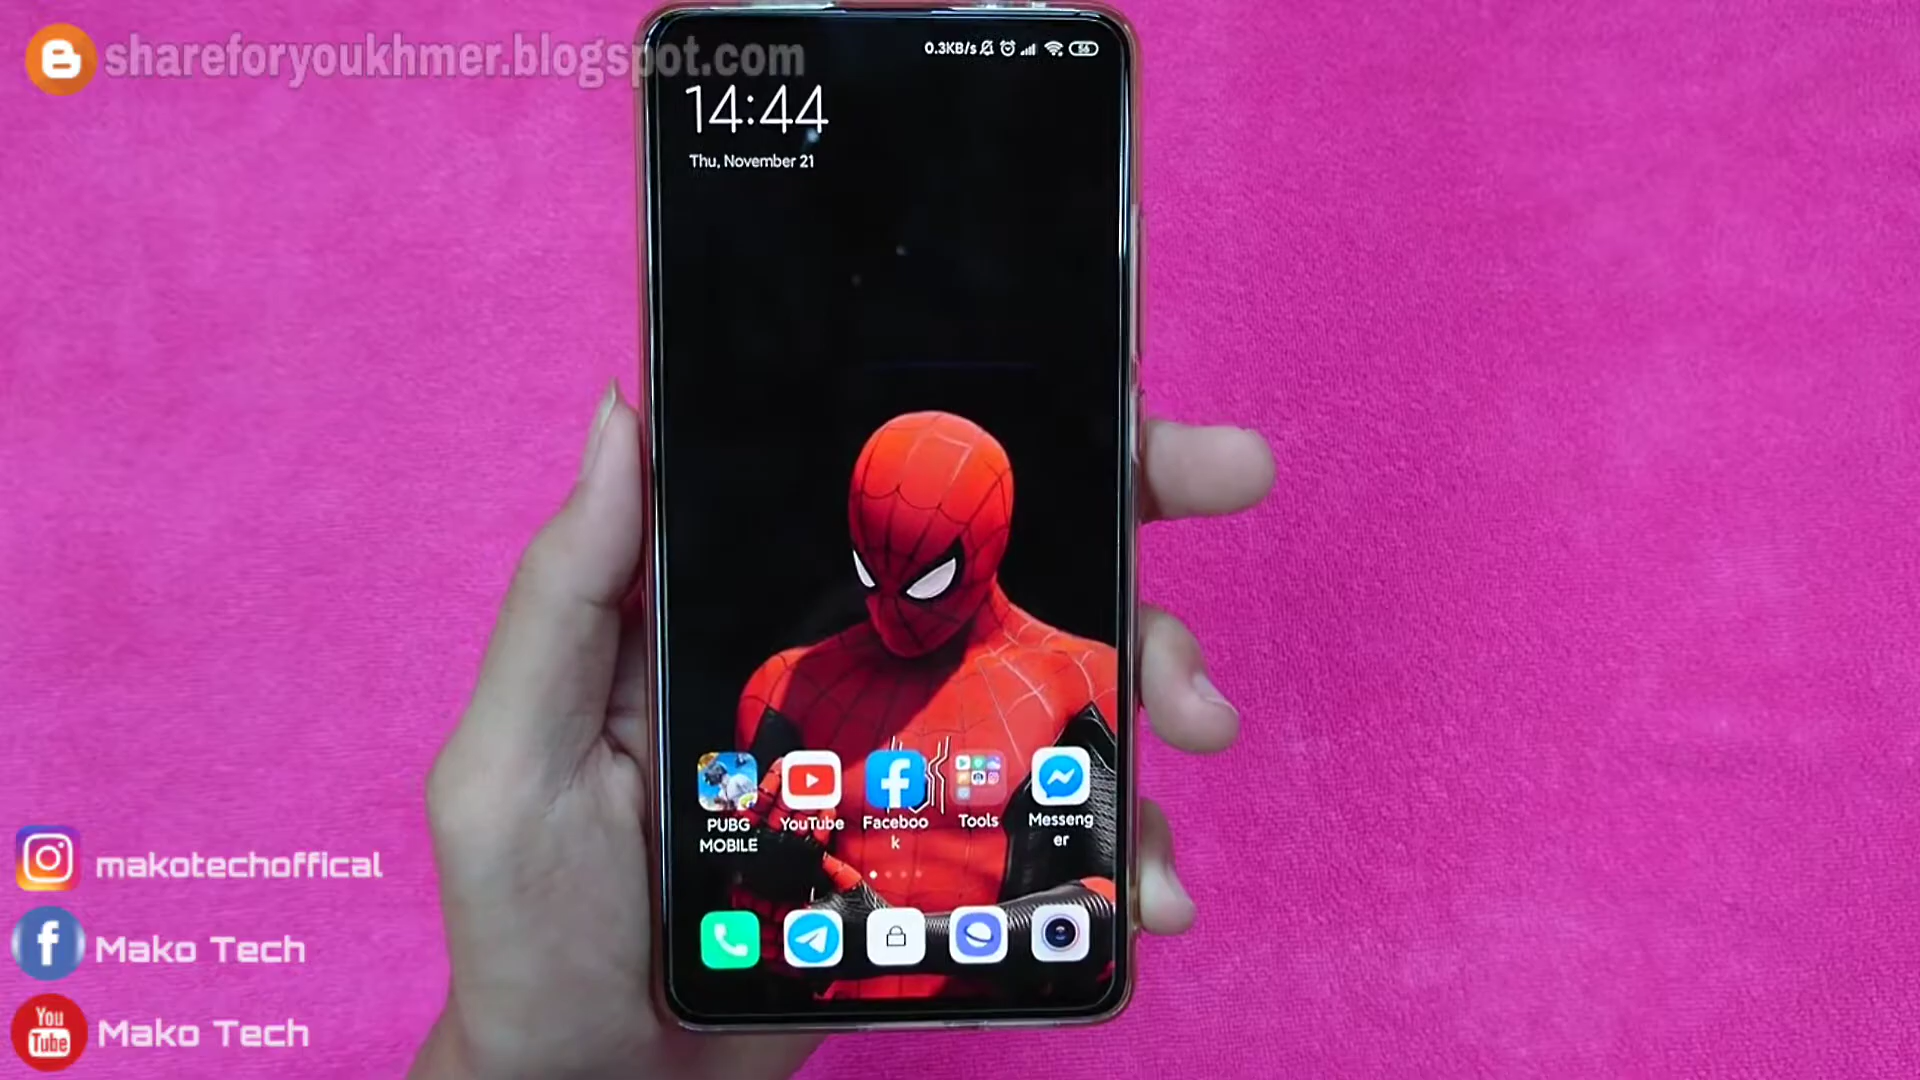 shareforyoukhmer.blogspot.com
0.3KB/s
56
14:44
Thu, November 21
PUBG
MOBILE
YouTube
Faceboo
k
Tools
Messeng
er
makotechoffical
Mako Tech
You
Tube
Mako Tech